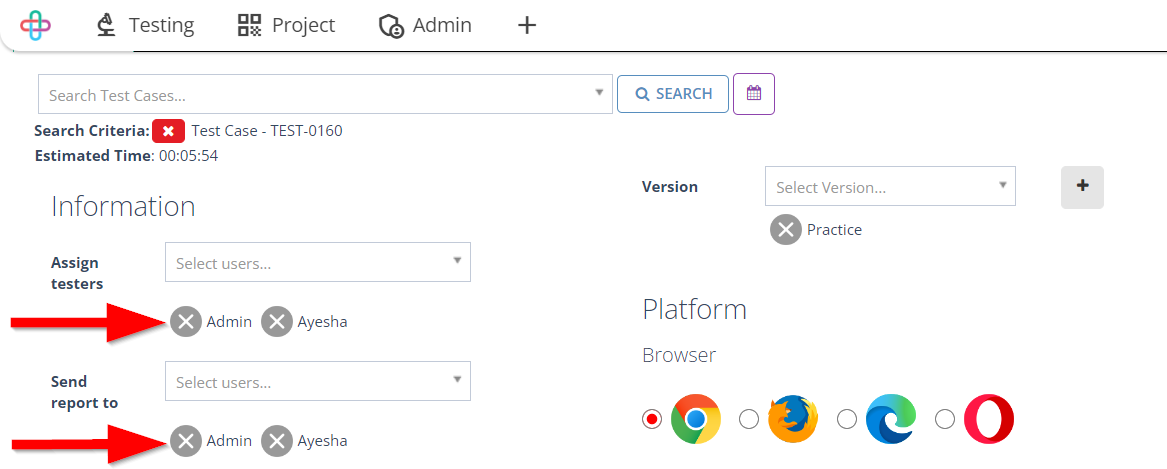 Testing Project Admin
Search Test Cases...
SEARCH
Search Criteria: Test Case - TEST-0160
Estimated Time: 00:05:54
Information
Assign testers
Select users...
Admin Ayesha
Send report to
Select users...
Admin Ayesha
Version
Select Version...
Practice
Platform
Browser